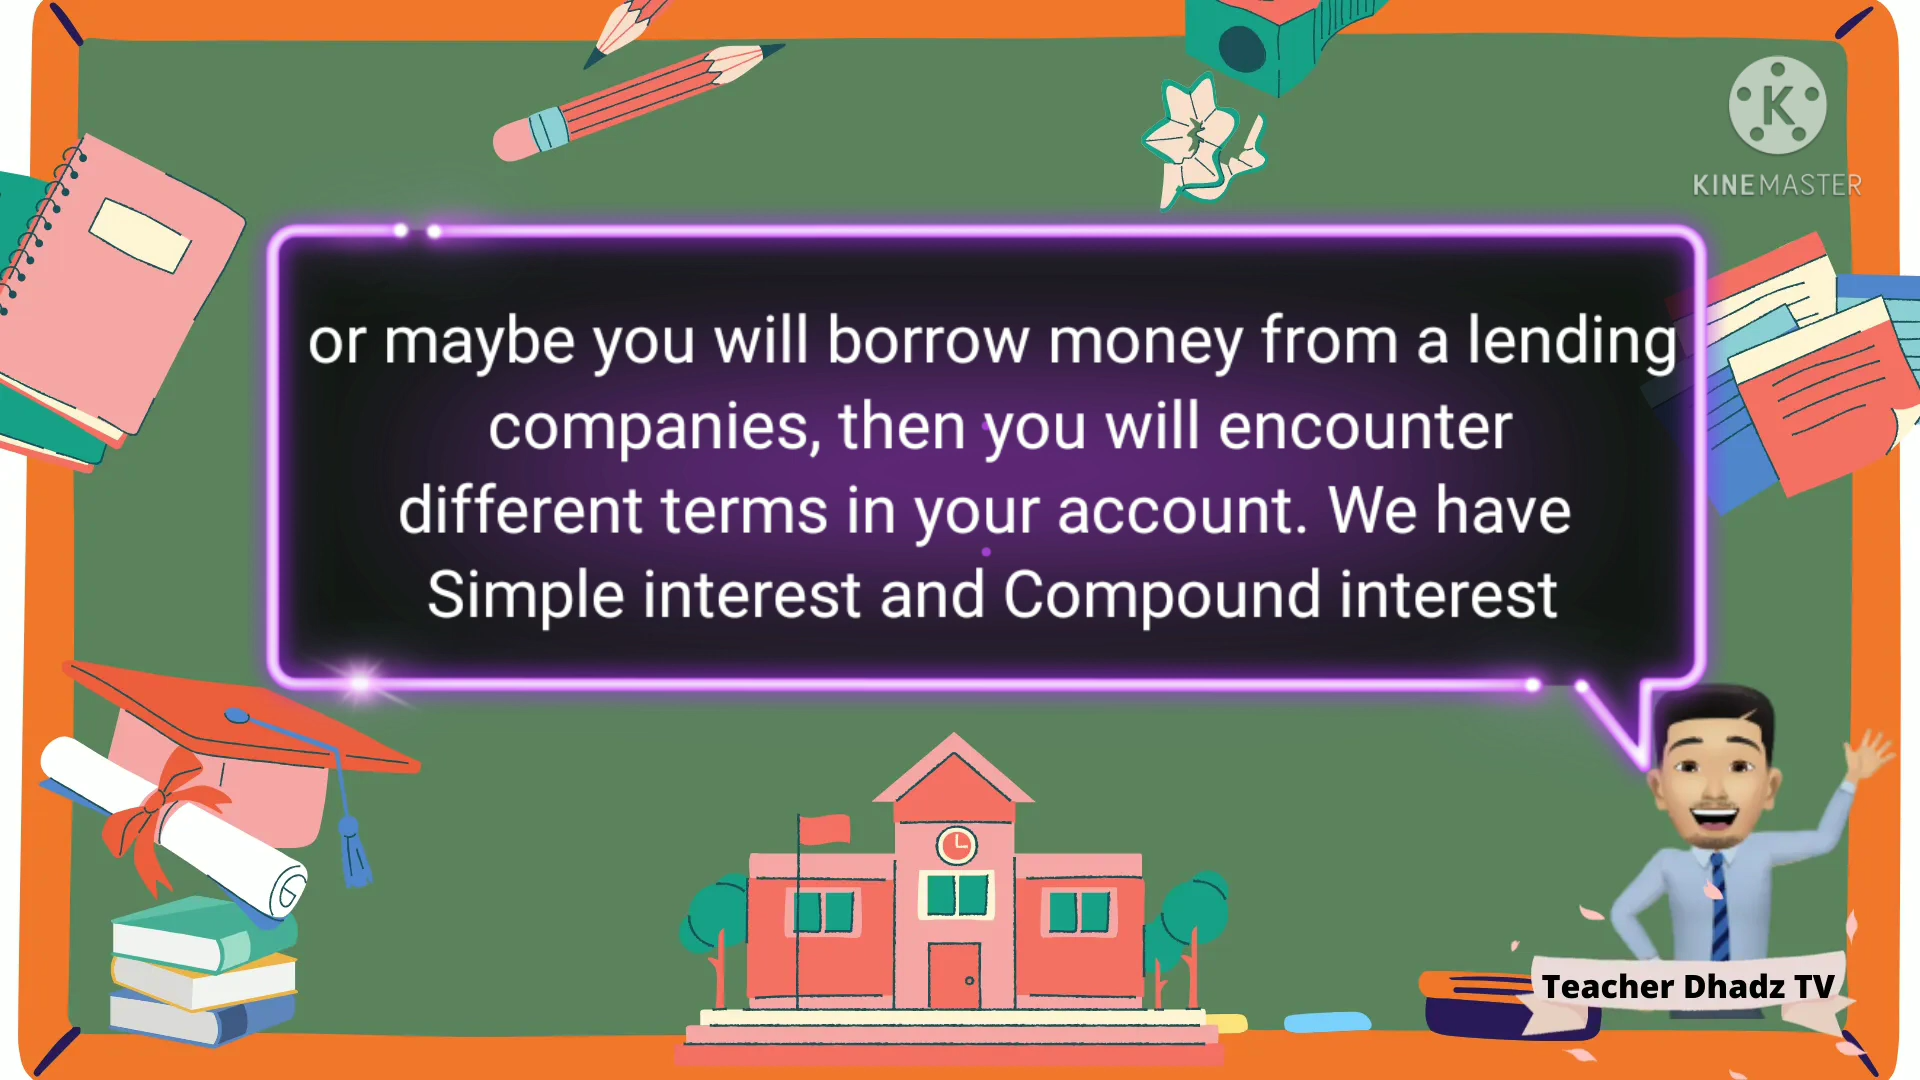 K
KINEMASTER
or maybe you will borrow money from a lending
companies, then you will encounter
different terms in your account. We have
Simple interest and Compound interest
Teacher Dhadz TV